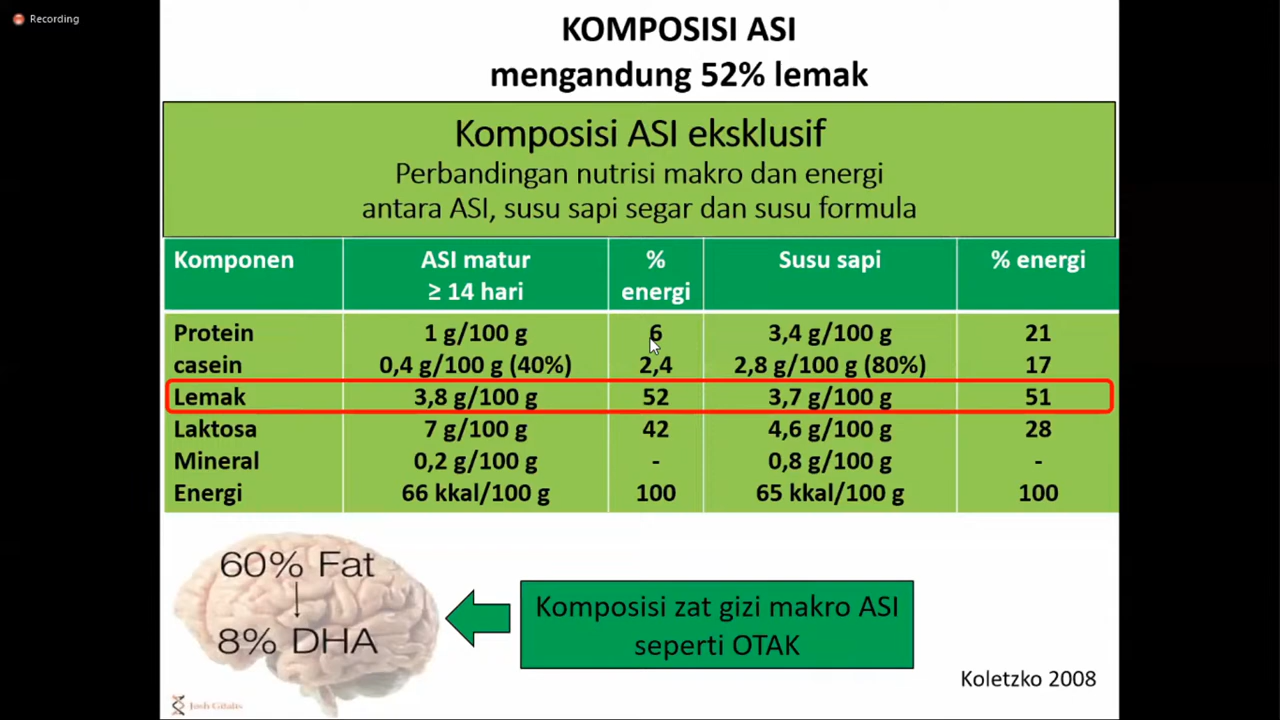 Recording
KOMPOSISI ASI
mengandung 52% lemak
Komposisi ASI eksklusif
Perbandingan nutrisi makro dan energi
antara ASI, susu sapi segar dan susu formula
Komponen ASI matur ≥ 14 hari % energi Susu sapi % energi
Protein 1 g/100 g 6 3,4 g/100 g 21
casein 0,4 g/100 g (40%) 2,4 2,8 g/100 g (80%) 17
Lemak 3,8 g/100 g 52 3,7 g/100 g 51
Laktosa 7 g/100 g 42 4,6 g/100 g 28
Mineral 0,2 g/100 g - 0,8 g/100 g -
Energi 66 kkal/100 g 100 65 kkal/100 g 100
60% Fat
8% DHA
Komposisi zat gizi makro ASI
seperti OTAK
Koletzko 2008
Josh Gitalis